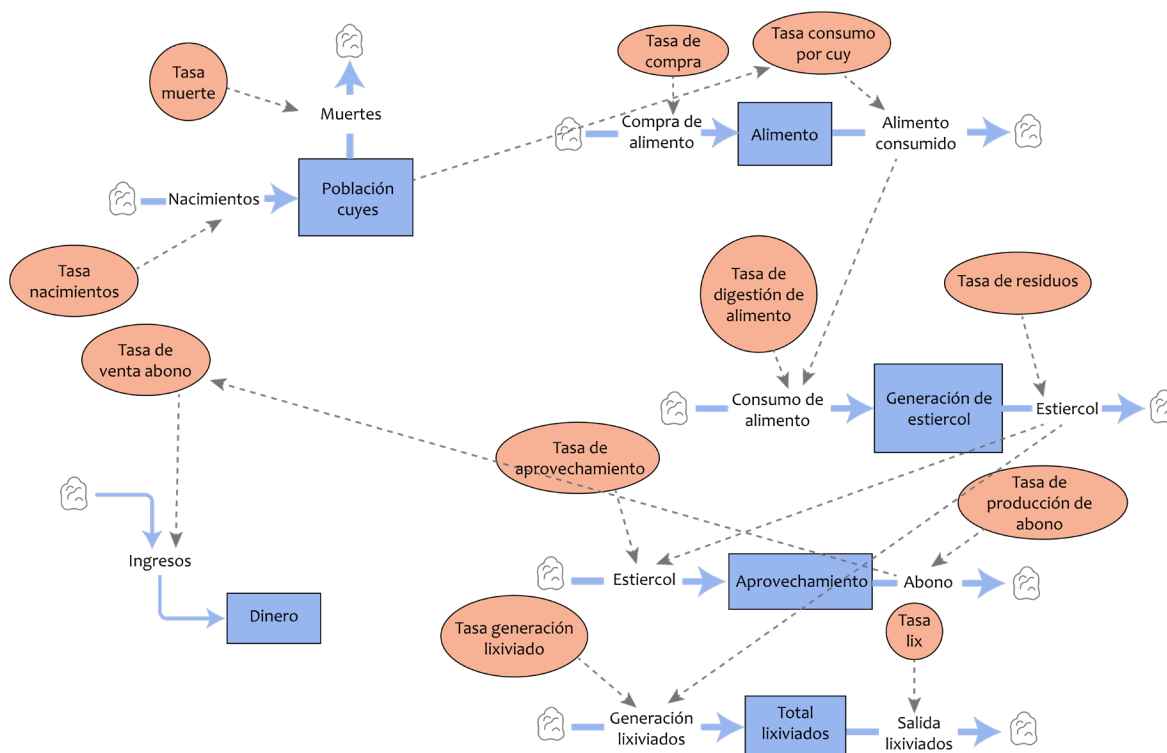 Tasa
muerte
Muertes
Tasa de
compra
Tasa consumo
por cuy
Compra de
alimento
Alimento
Alimento
consumido
Nacimientos
Población
cuyes
Tasa
nacimientos
Tasa de
digestión de
alimento
Tasa de residuos
Tasa de
venta abono
Consumo de
alimento
Generación de
estiercol
Estiercol
Tasa de
aprovechamiento
Tasa de
producción de
abono
Ingresos
Estiercol
Aprovechamiento
Abono
Dinero
Tasa generación
lixiviado
Tasa
lix
Generación
lixiviados
Total
lixiviados
Salida
lixiviados